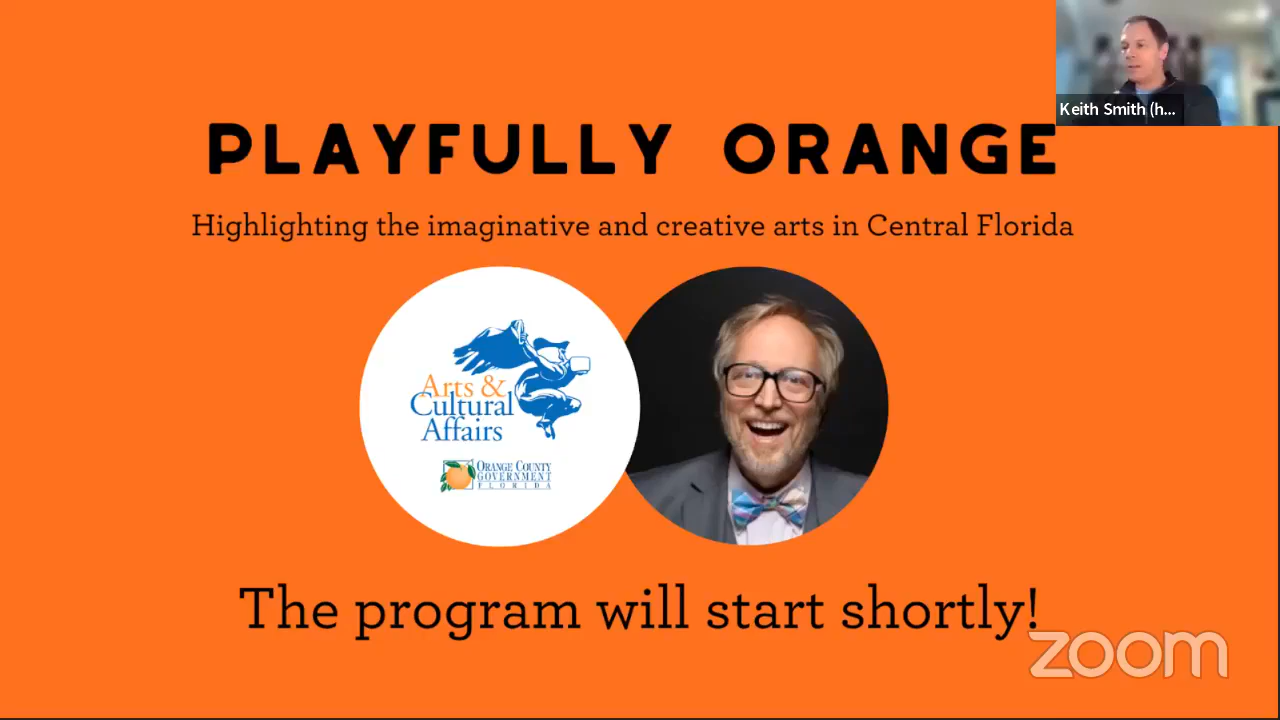 PLAYFULLY ORANGE
Keith Smith (h...
Highlighting the imaginative and creative arts in Central Florida
Arts &
Cultural
Affairs
ORANGE COUNTY
GOVERNMENT
FLORIDA
The program will start shortly!
zoom